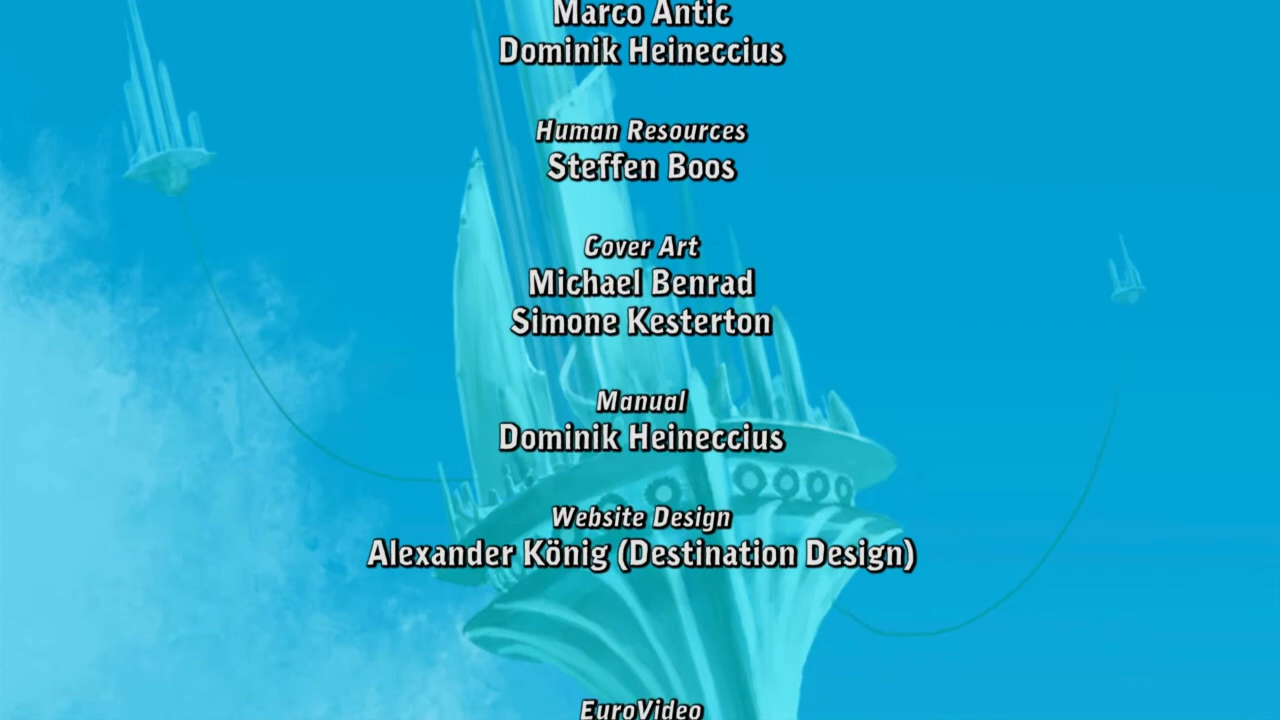 Marco Antic
Dominik Heineccius
Human Resources
Steffen Boos
Cover Art
Michael Benrad
Simone Kesterton
Manual
Dominik Heineccius
Website Design
Alexander König (Destination Design)
EuroVideo